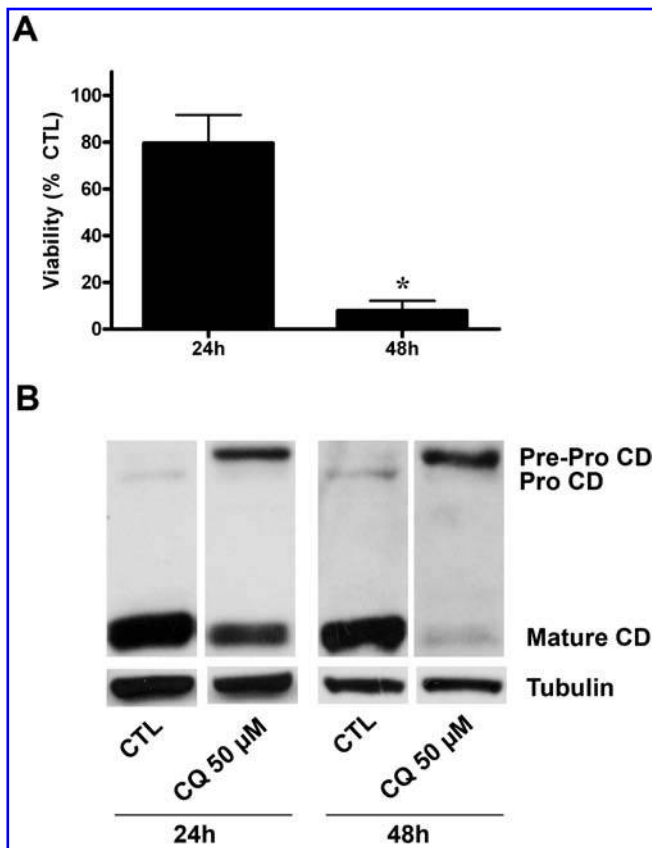 A
Viability (% CTL)
100
80
60
40
20
0
*
24h
48h
B
Pre-Pro CD
Pro CD
Mature CD
Tubulin
CTL
CQ 50 µM
CTL
CQ 50 µM
24h
48h